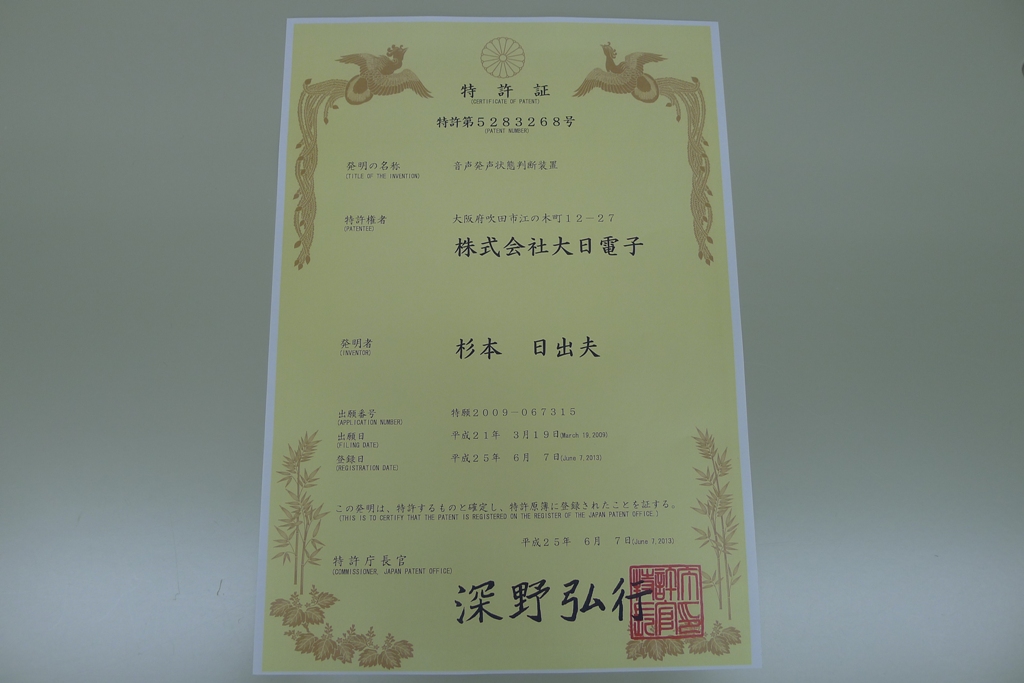 特許証
(CERTIFICATE OF PATENT)
特許第5283268号
(PATENT NUMBER)
発明の名称 音声発声状態判断装置
(TITLE OF THE INVENTION)
特許権者 大阪府吹田市江の木町12-27
(PATENTEE)
株式会社大日電子
発明者 杉本 日出夫
(INVENTOR)
出願番号 特願2009-067315
(APPLICATION NUMBER)
出願日 平成21年 3月19日(March 19,2009)
(FILING DATE)
登録日 平成25年 6月 7日(June 7,2013)
(REGISTRATION DATE)
この発明は、特許するものと確定し、特許原簿に登録されたことを証する。
(THIS IS TO CERTIFY THAT THE PATENT IS REGISTERED ON THE REGISTER OF THE JAPAN PATENT OFFICE.)
平成25年 6月 7日(June 7,2013)
特許庁長官
(COMMISSIONER, JAPAN PATENT OFFICE)
深野弘行